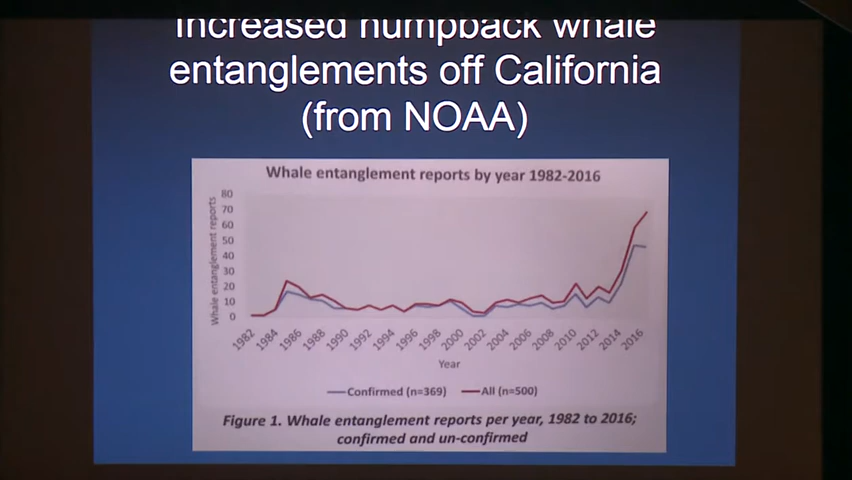 Increased humpback whale
entanglements off California
(from NOAA)
Whale entanglement reports by year 1982-2016
Whale entanglement reports
80
70
60
50
40
30
20
10
0
1982
1984
1986
1988
1990
1992
1994
1996
1998
2000
2002
2004
2006
2008
2010
2012
2014
2016
Year
Confirmed (n=369)
All (n=500)
Figure 1. Whale entanglement reports per year, 1982 to 2016;
confirmed and un-confirmed